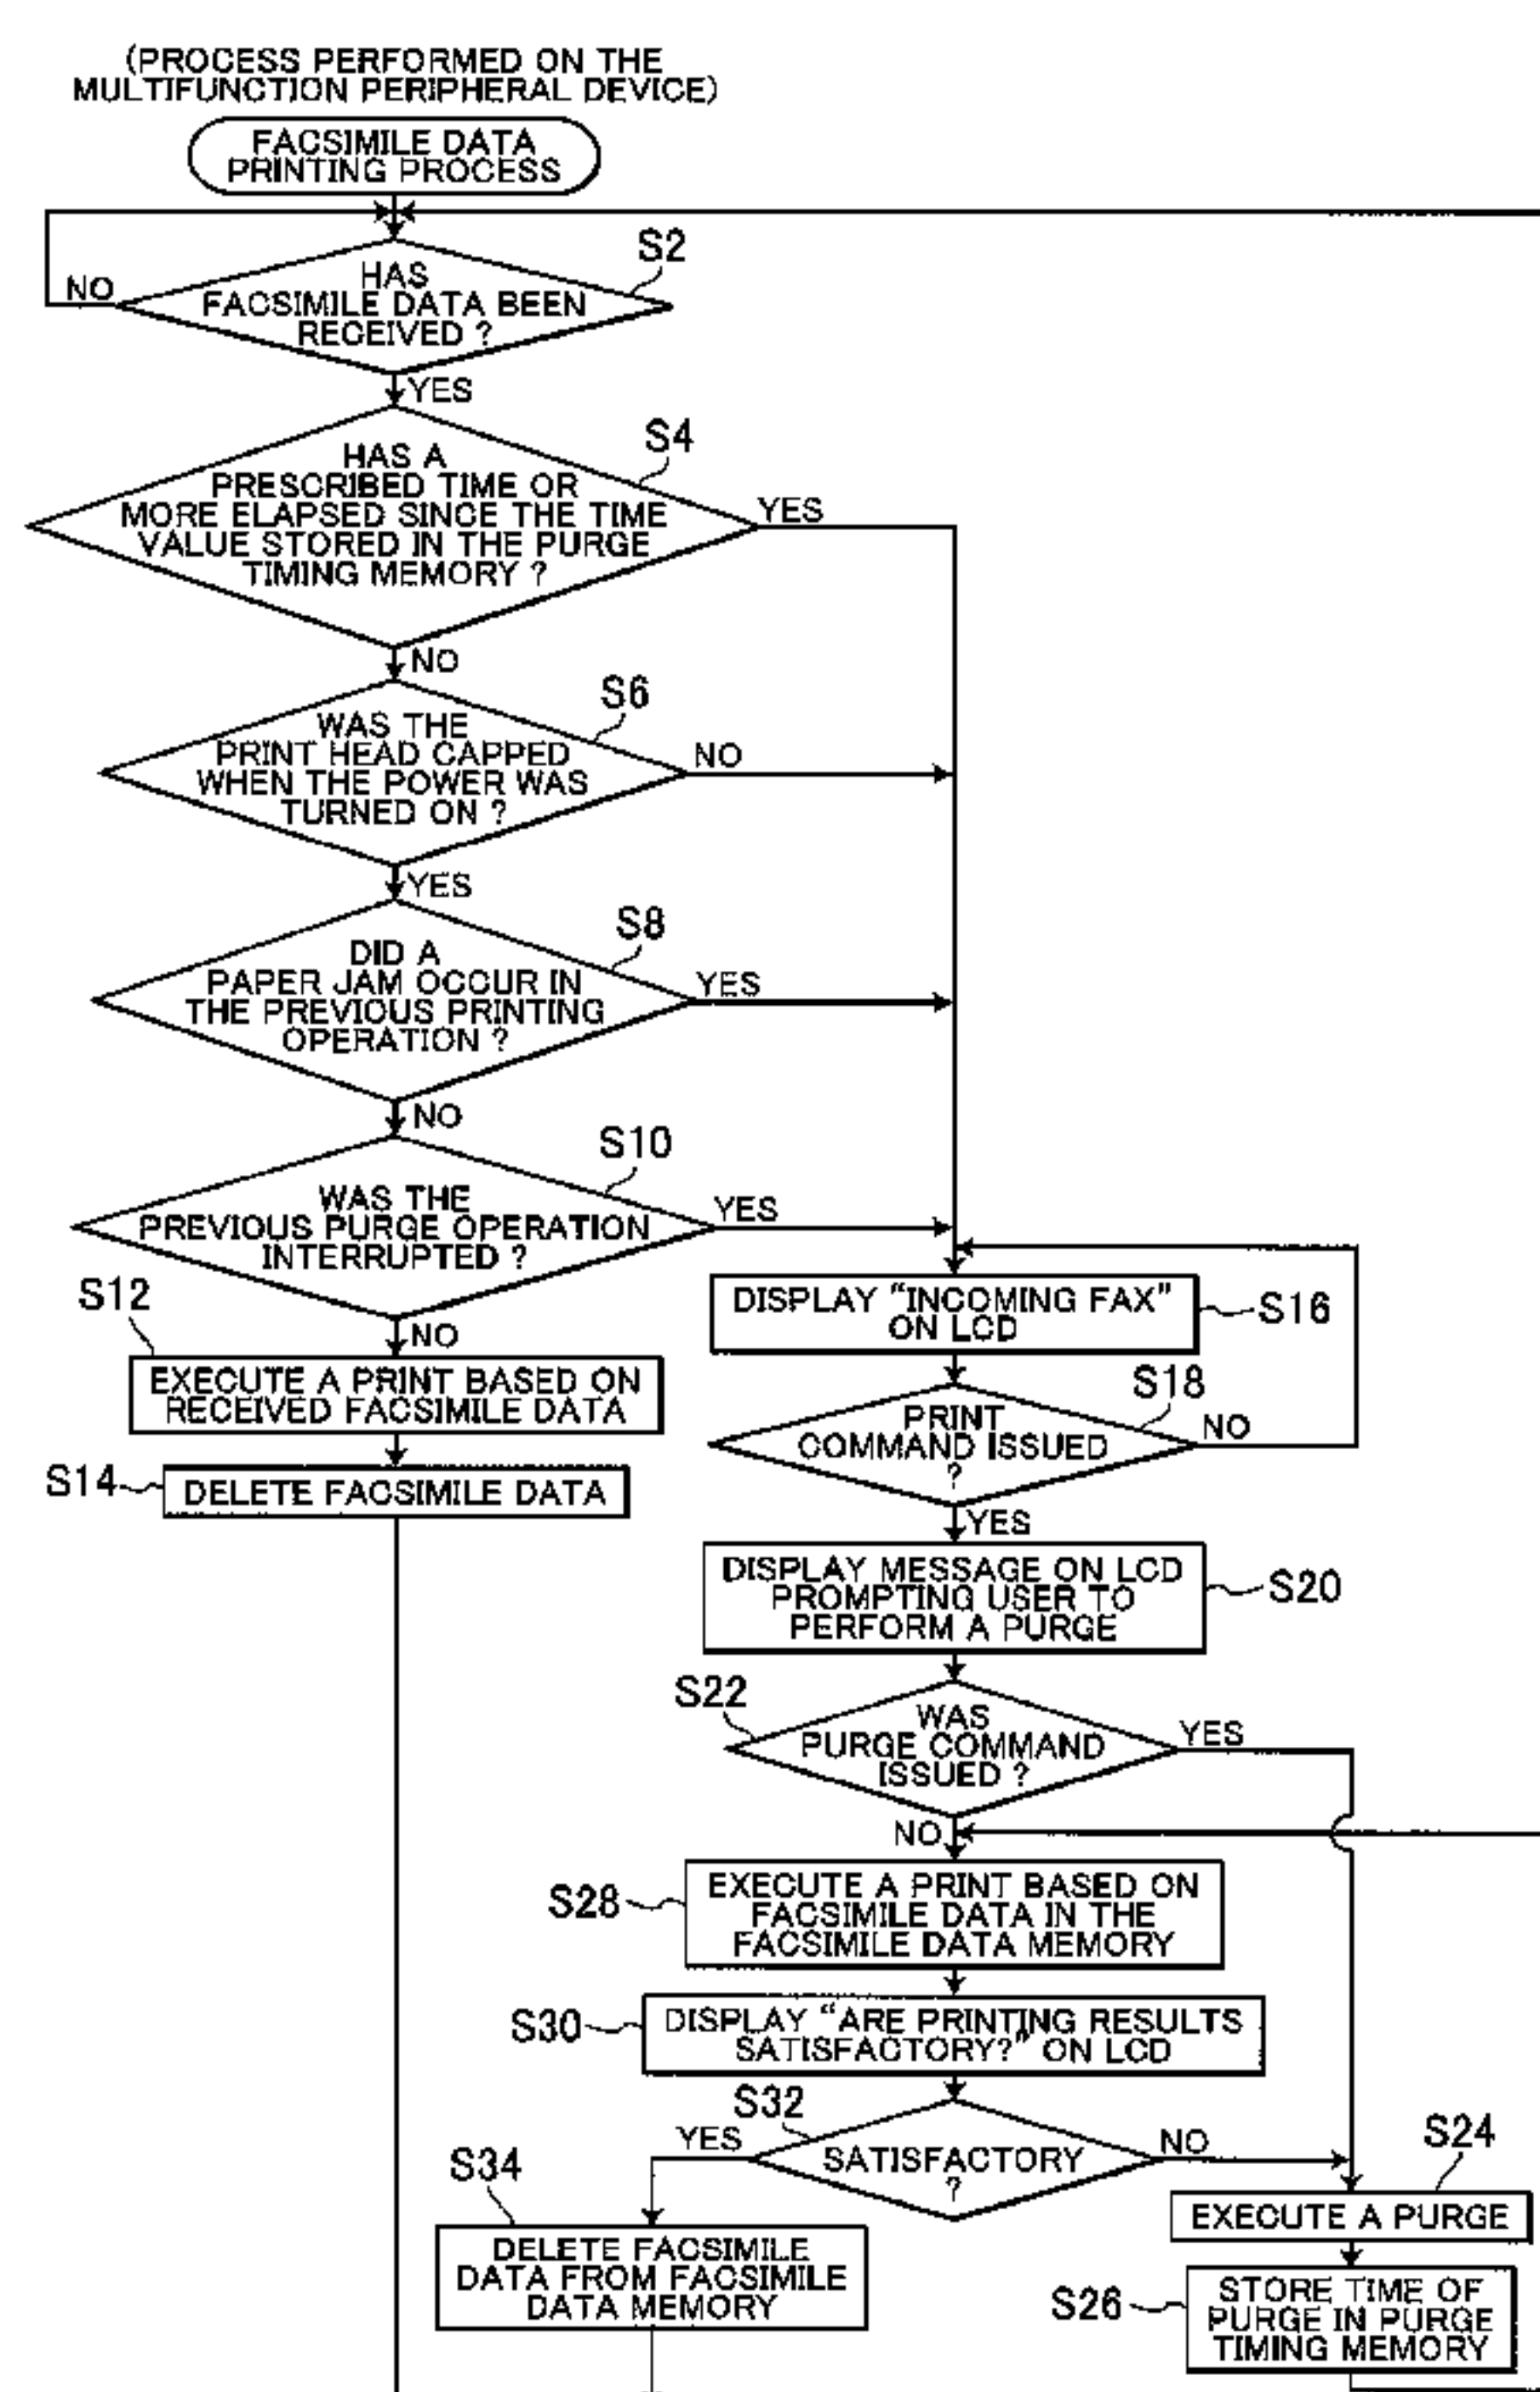 (PROCESS PERFORMED ON THE
MULTIFUNCTION PERIPHERAL DEVICE)
FACSIMILE DATA
PRINTING PROCESS
S2
HAS
FACSIMILE DATA BEEN
RECEIVED ?
NO
YES
S4
HAS A
PRESCRIBED TIME OR
MORE ELAPSED SINCE THE TIME
VALUE STORED IN THE PURGE
TIMING MEMORY ?
YES
NO
S6
WAS THE
PRINT HEAD CAPPED
WHEN THE POWER WAS
TURNED ON ?
NO
YES
S8
DID A
PAPER JAM OCCUR IN
THE PREVIOUS PRINTING
OPERATION ?
YES
NO
S10
WAS THE
PREVIOUS PURGE OPERATION
INTERRUPTED ?
YES
NO
S12
EXECUTE A PRINT BASED ON
RECEIVED FACSIMILE DATA
S14
DELETE FACSIMILE DATA
DISPLAY “INCOMING FAX”
ON LCD
S16
S18
PRINT
COMMAND ISSUED
?
NO
YES
DISPLAY MESSAGE ON LCD
PROMPTING USER TO
PERFORM A PURGE
S20
S22
WAS
PURGE COMMAND
ISSUED ?
YES
NO
S28
EXECUTE A PRINT BASED ON
FACSIMILE DATA IN THE
FACSIMILE DATA MEMORY
S30
DISPLAY “ARE PRINTING RESULTS
SATISFACTORY?” ON LCD
S32
SATISFACTORY
?
YES
NO
S34
DELETE FACSIMILE
DATA FROM FACSIMILE
DATA MEMORY
S24
EXECUTE A PURGE
S26
STORE TIME OF
PURGE IN PURGE
TIMING MEMORY